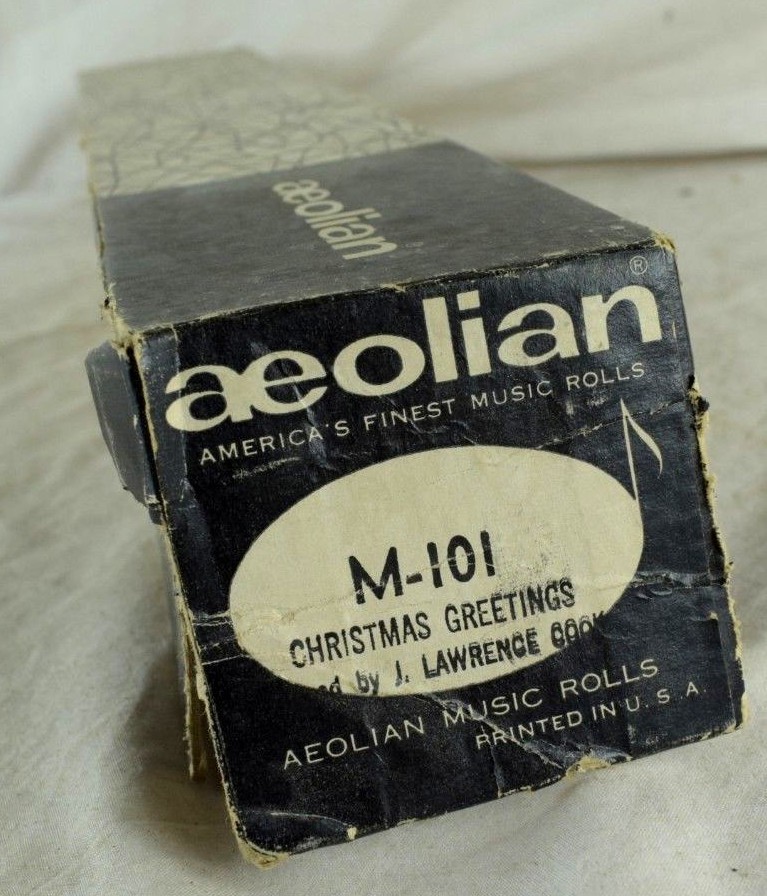 aeolian
aeolian ®
AMERICA'S FINEST MUSIC ROLLS
M-101
CHRISTMAS GREETINGS
by J. LAWRENCE COOK
AEOLIAN MUSIC ROLLS
PRINTED IN U. S. A.